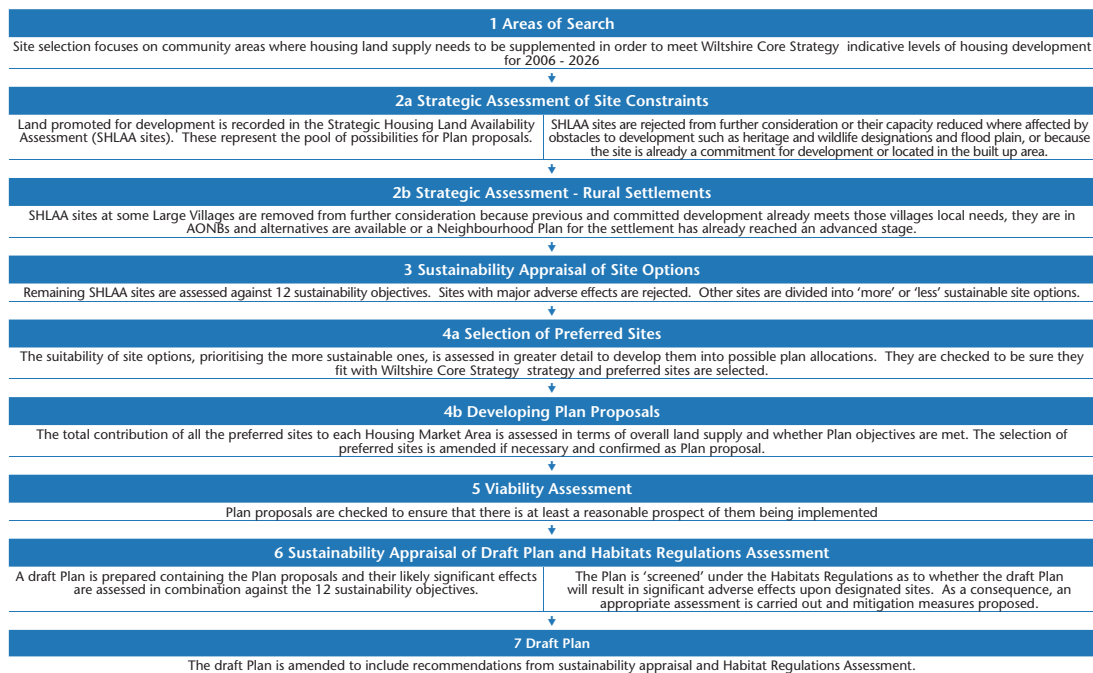 1 Areas of Search
Site selection focuses on community areas where housing land supply needs to be supplemented in order to meet Wiltshire Core Strategy indicative levels of housing development
for 2006 - 2026
2a Strategic Assessment of Site Constraints
Land promoted for development is recorded in the Strategic Housing Land Availability
Assessment (SHLAA sites). These represent the pool of possibilities for Plan proposals.
SHLAA sites are rejected from further consideration or their capacity reduced where affected by
obstacles to development such as heritage and wildlife designations and flood plain, or because
the site is already a commitment for development or located in the built up area.
2b Strategic Assessment - Rural Settlements
SHLAA sites at some Large Villages are removed from further consideration because previous and committed development already meets those villages local needs, they are in
AONBs and alternatives are available or a Neighbourhood Plan for the settlement has already reached an advanced stage.
3 Sustainability Appraisal of Site Options
Remaining SHLAA sites are assessed against 12 sustainability objectives. Sites with major adverse effects are rejected. Other sites are divided into ‘more’ or ‘less’ sustainable site options.
4a Selection of Preferred Sites
The suitability of site options, prioritising the more sustainable ones, is assessed in greater detail to develop them into possible plan allocations. They are checked to be sure they
fit with Wiltshire Core Strategy strategy and preferred sites are selected.
4b Developing Plan Proposals
The total contribution of all the preferred sites to each Housing Market Area is assessed in terms of overall land supply and whether Plan objectives are met. The selection of
preferred sites is amended if necessary and confirmed as Plan proposal.
5 Viability Assessment
Plan proposals are checked to ensure that there is at least a reasonable prospect of them being implemented
6 Sustainability Appraisal of Draft Plan and Habitats Regulations Assessment
A draft Plan is prepared containing the Plan proposals and their likely significant effects
are assessed in combination against the 12 sustainability objectives.
The Plan is ‘screened’ under the Habitats Regulations as to whether the draft Plan
will result in significant adverse effects upon designated sites. As a consequence, an
appropriate assessment is carried out and mitigation measures proposed.
7 Draft Plan
The draft Plan is amended to include recommendations from sustainability appraisal and Habitat Regulations Assessment.